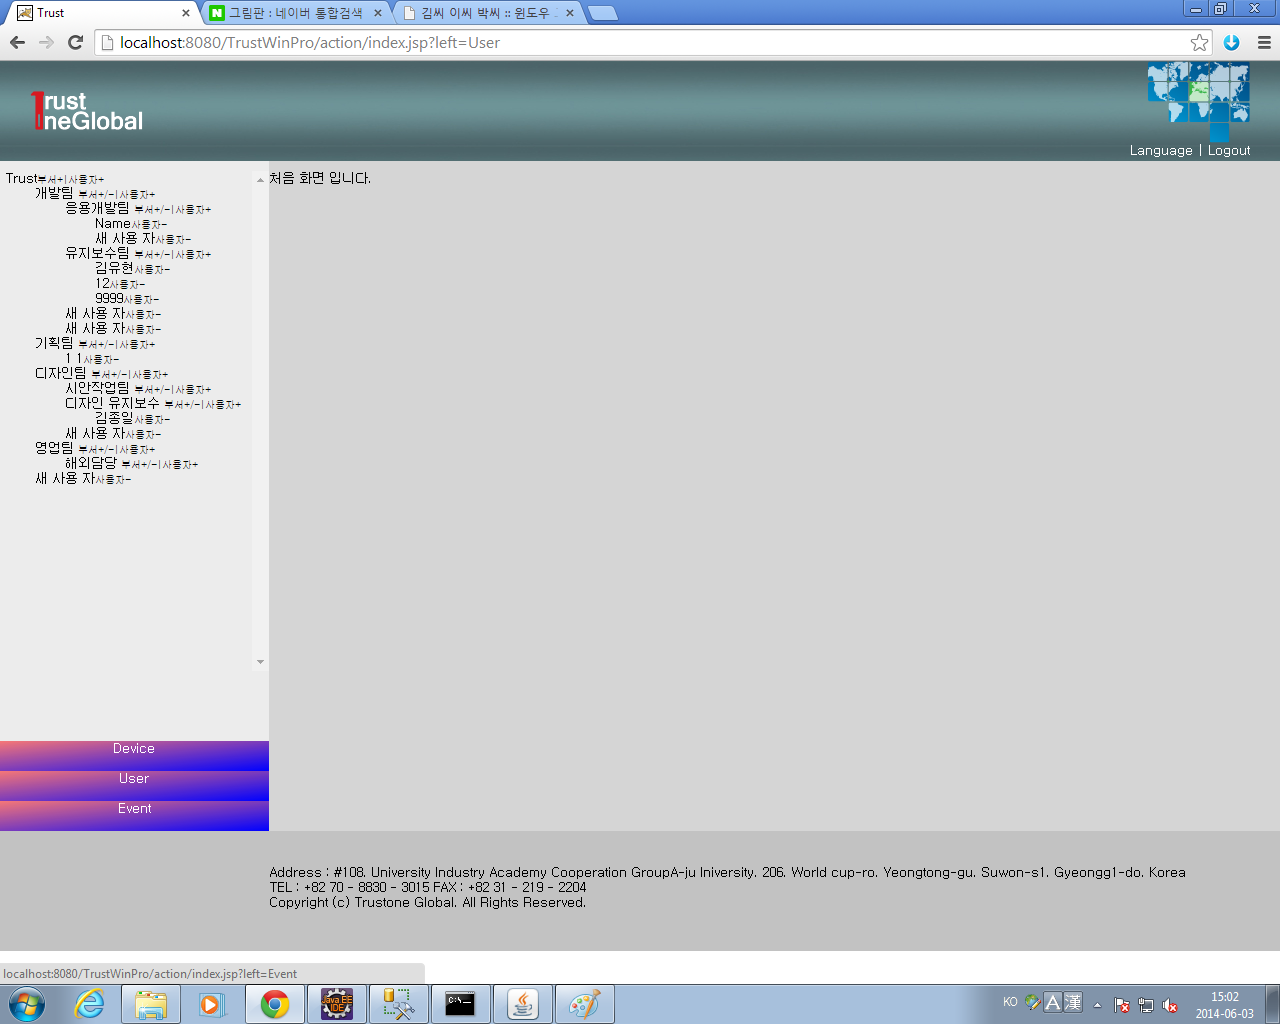 Trust
그림판 : 네이버 통합검색
김씨 이씨 박씨 :: 윈도우
localhost:8080/TrustWinPro/action/index.jsp?left=User
Trust
oneGlobal
Language | Logout
Trust부서+|사용자+
개발팀 부서+/-|사용자+
응용개발팀 부서+/-|사용자+
Name사용자-
새 사용 자사용자-
유지보수팀 부서+/-|사용자+
김유현사용자-
12사용자-
9999사용자-
새 사용 자사용자-
새 사용 자사용자-
기획팀 부서+/-|사용자+
1 1사용자-
디자인팀 부서+/-|사용자+
시안작업팀 부서+/-|사용자+
디자인 유지보수 부서+/-|사용자+
김종일사용자-
새 사용 자사용자-
영업팀 부서+/-|사용자+
해외담당 부서+/-|사용자+
새 사용 자사용자-
처음 화면 입니다.
Device
User
Event
Address : #108. University Industry Academy Cooperation GroupA-ju Iniversity. 206. World cup-ro. Yeongtong-gu. Suwon-s1. Gyeongg1-do. Korea
TEL : +82 70 - 8830 - 3015 FAX : +82 31 - 219 - 2204
Copyright (c) Trustone Global. All Rights Reserved.
localhost:8080/TrustWinPro/action/index.jsp?left=Event
Java EE
IDE
C:\_
KO
A
漢
15:02
2014-06-03